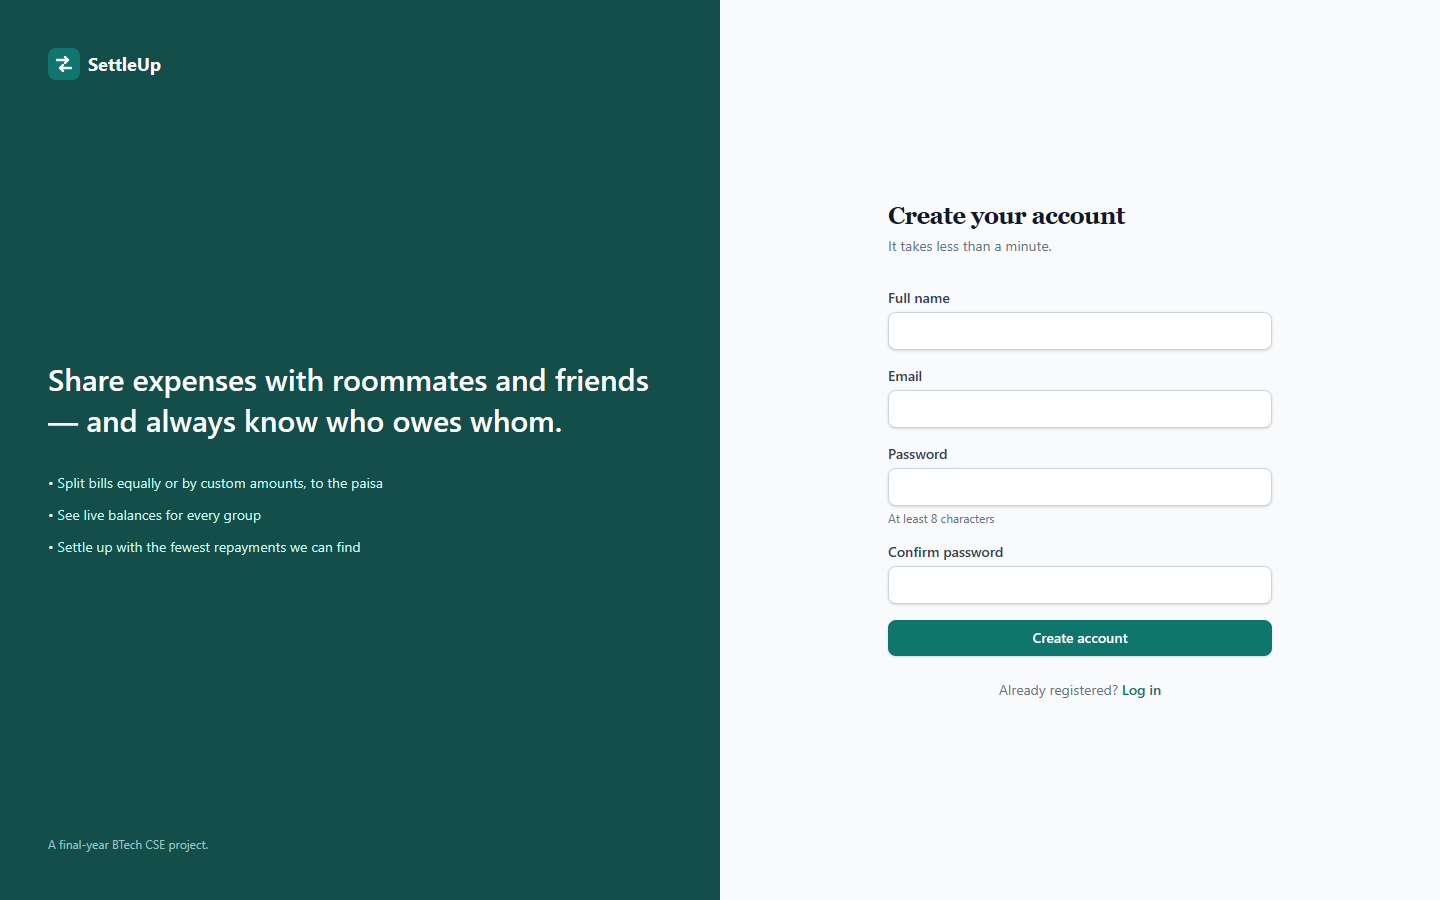 SettleUp
Share expenses with roommates and friends
— and always know who owes whom.
• Split bills equally or by custom amounts, to the paisa
• See live balances for every group
• Settle up with the fewest repayments we can find
A final-year BTech CSE project.
Create your account
It takes less than a minute.
Full name
Email
Password
At least 8 characters
Confirm password
Create account
Already registered? Log in